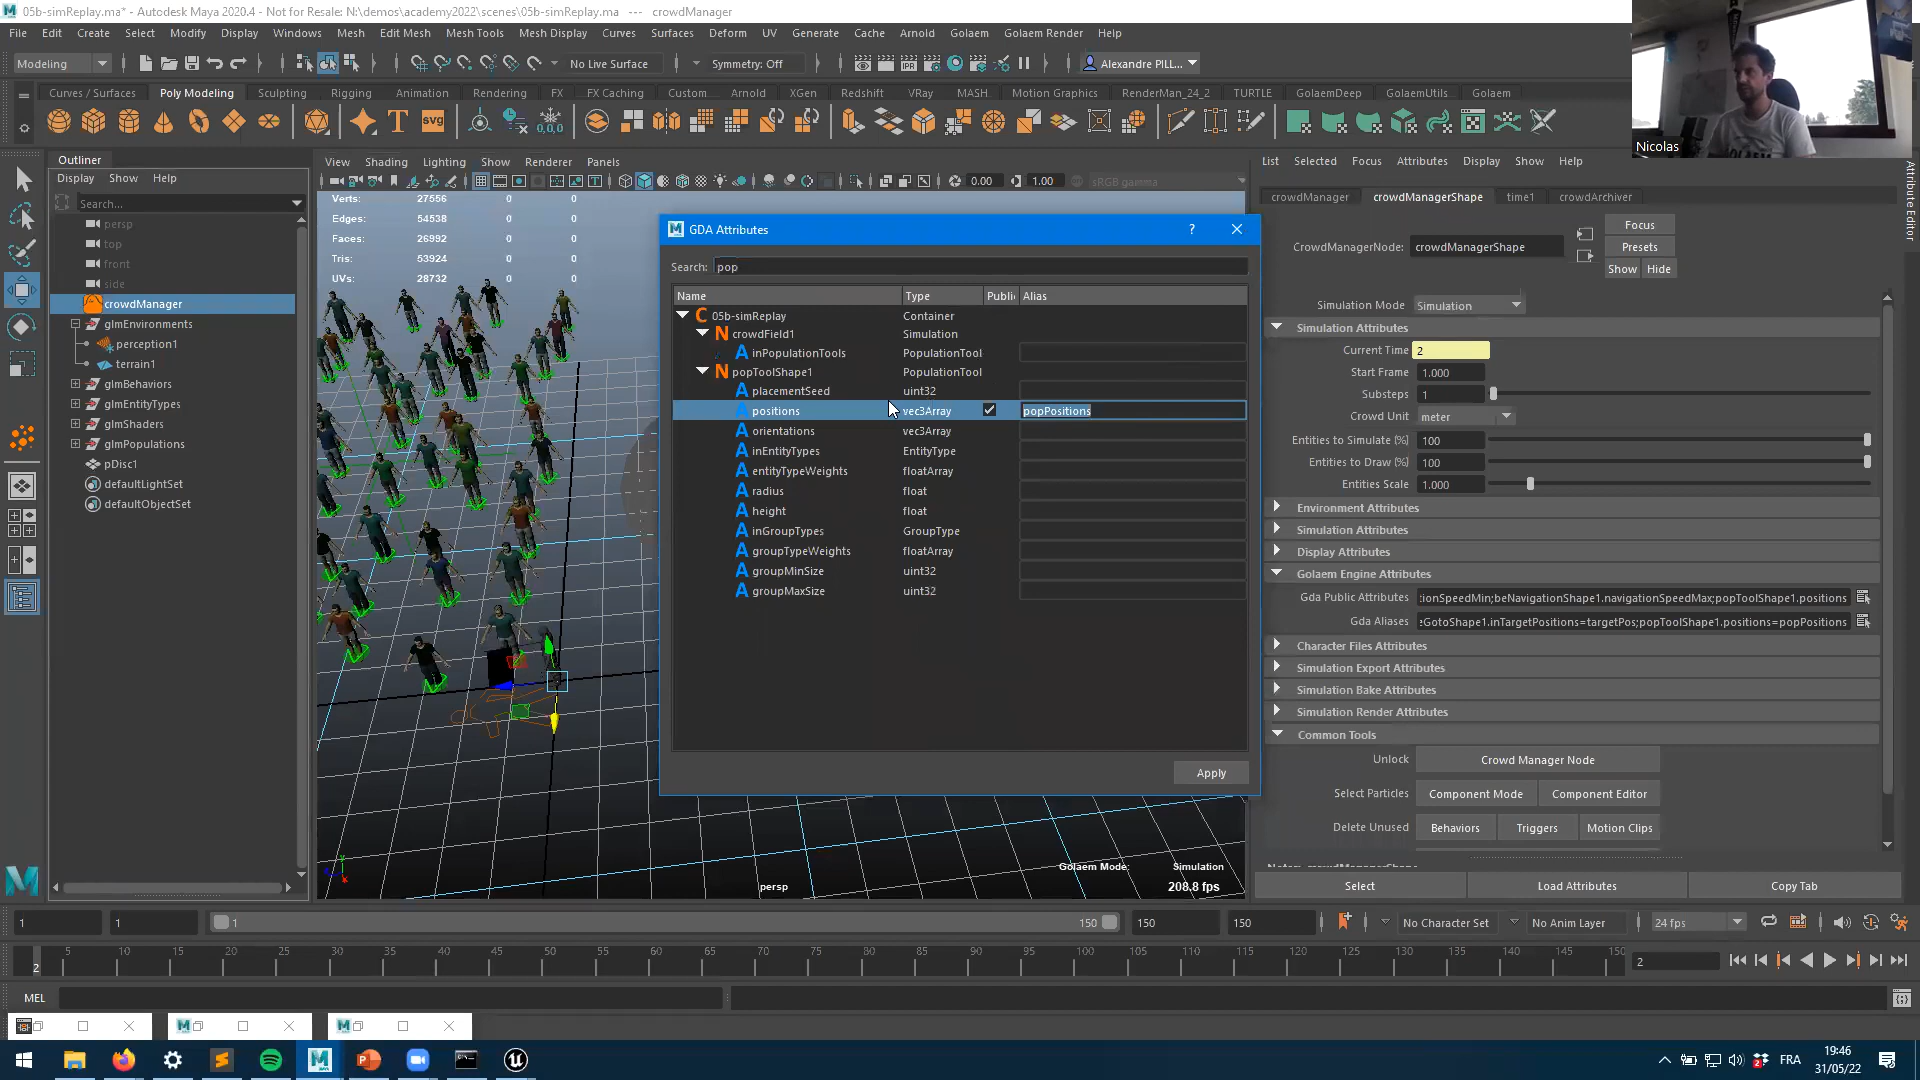 05b-simReplay.ma* - Autodesk Maya 2020.4 - Not for Resale: N:\demos\academy2022\scenes\05b-simReplay.ma --- crowdManager
File Edit Create Select Modify Display Windows Mesh Edit Mesh Mesh Tools Mesh Display Curves Surfaces Deform UV Generate Cache Arnold Golaem Golaem Render Help
Modeling No Live Surface Symmetry: Off Alexandre PILL...
Curves / Surfaces Poly Modeling Sculpting Rigging Animation Rendering FX FX Caching Custom Arnold XGen Redshift VRay MASH Motion Graphics RenderMan_24_2 TURTLE GolaemDeep GolaemUtils Golaem
Nicolas
Outliner
Display Show Help
Search...
persp
top
front
side
crowdManager
glmEnvironments
perception1
terrain1
glmBehaviors
glmEntityTypes
glmShaders
glmPopulations
pDisc1
defaultLightSet
defaultObjectSet
View Shading Lighting Show Renderer Panels
0.00 1.00 sRGB gamma
Verts: 27556 0 0
Edges: 54538 0 0
Faces: 26992 0 0
Tris: 53924 0 0
UVs: 28732 0 0
GDA Attributes ?
Search: pop
Name Type Publi Alias
05b-simReplay Container
crowdField1 Simulation
inPopulationTools PopulationTool
popToolShape1 PopulationTool
placementSeed uint32
positions vec3Array popPositions
orientations vec3Array
inEntityTypes EntityType
entityTypeWeights floatArray
radius float
height float
inGroupTypes GroupType
groupTypeWeights floatArray
groupMinSize uint32
groupMaxSize uint32
Apply
Golaem Mode: Simulation
persp 208.8 fps
List Selected Focus Attributes Display Show Help
crowdManager crowdManagerShape time1 crowdArchiver
Attribute Editor
Focus
CrowdManagerNode: crowdManagerShape Presets
Show Hide
Simulation Mode Simulation
Simulation Attributes
Current Time 2
Start Frame 1.000
Substeps 1
Crowd Unit meter
Entities to Simulate (%) 100
Entities to Draw (%) 100
Entities Scale 1.000
Environment Attributes
Simulation Attributes
Display Attributes
Golaem Engine Attributes
Gda Public Attributes :ionSpeedMin;beNavigationShape1.navigationSpeedMax;popToolShape1.positions
Gda Aliases eGotoShape1.inTargetPositions=targetPos;popToolShape1.positions=popPositions
Character Files Attributes
Simulation Export Attributes
Simulation Bake Attributes
Simulation Render Attributes
Common Tools
Unlock Crowd Manager Node
Select Particles Component Mode Component Editor
Delete Unused Behaviors Triggers Motion Clips
Notes: crowdManagerShape
Select Load Attributes Copy Tab
1 1 1 150 150 150 No Character Set No Anim Layer 24 fps
2 5 10 15 20 25 30 35 40 45 50 55 60 65 70 75 80 85 90 95 100 105 110 115 120 125 130 135 140 145 150 2
MEL
FRA
19:46
31/05/22